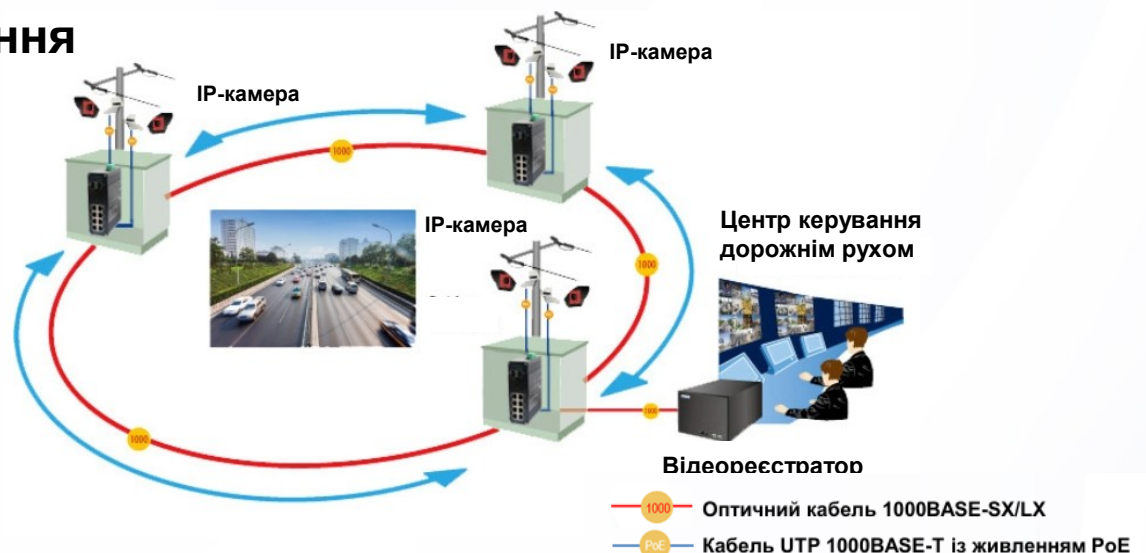 ння
IP-камера
IP-камера
1000
IP-камера
Центр керування
дорожнім рухом
1000
1000
1000
Відеореєстратор
1000 Оптичний кабель 1000BASE-SX/LX
PoE Кабель UTP 1000BASE-T із живленням PoE